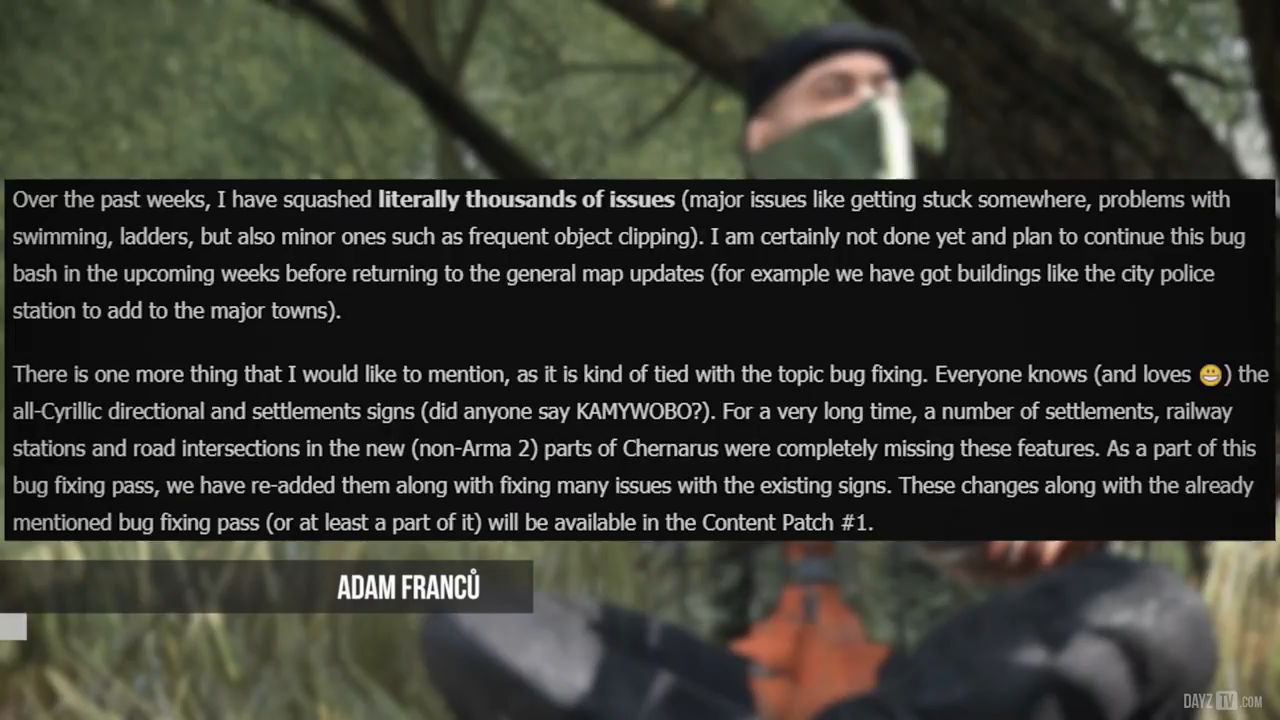 Over the past weeks, I have squashed literally thousands of issues (major issues like getting stuck somewhere, problems with
swimming, ladders, but also minor ones such as frequent object clipping). I am certainly not done yet and plan to continue this bug
bash in the upcoming weeks before returning to the general map updates (for example we have got buildings like the city police
station to add to the major towns).
There is one more thing that I would like to mention, as it is kind of tied with the topic bug fixing. Everyone knows (and loves 😀) the
all-Cyrillic directional and settlements signs (did anyone say KAMYWOBO?). For a very long time, a number of settlements, railway
stations and road intersections in the new (non-Arma 2) parts of Chernarus were completely missing these features. As a part of this
bug fixing pass, we have re-added them along with fixing many issues with the existing signs. These changes along with the already
mentioned bug fixing pass (or at least a part of it) will be available in the Content Patch #1.
ADAM FRANCŮ
DAYZ TV .COM